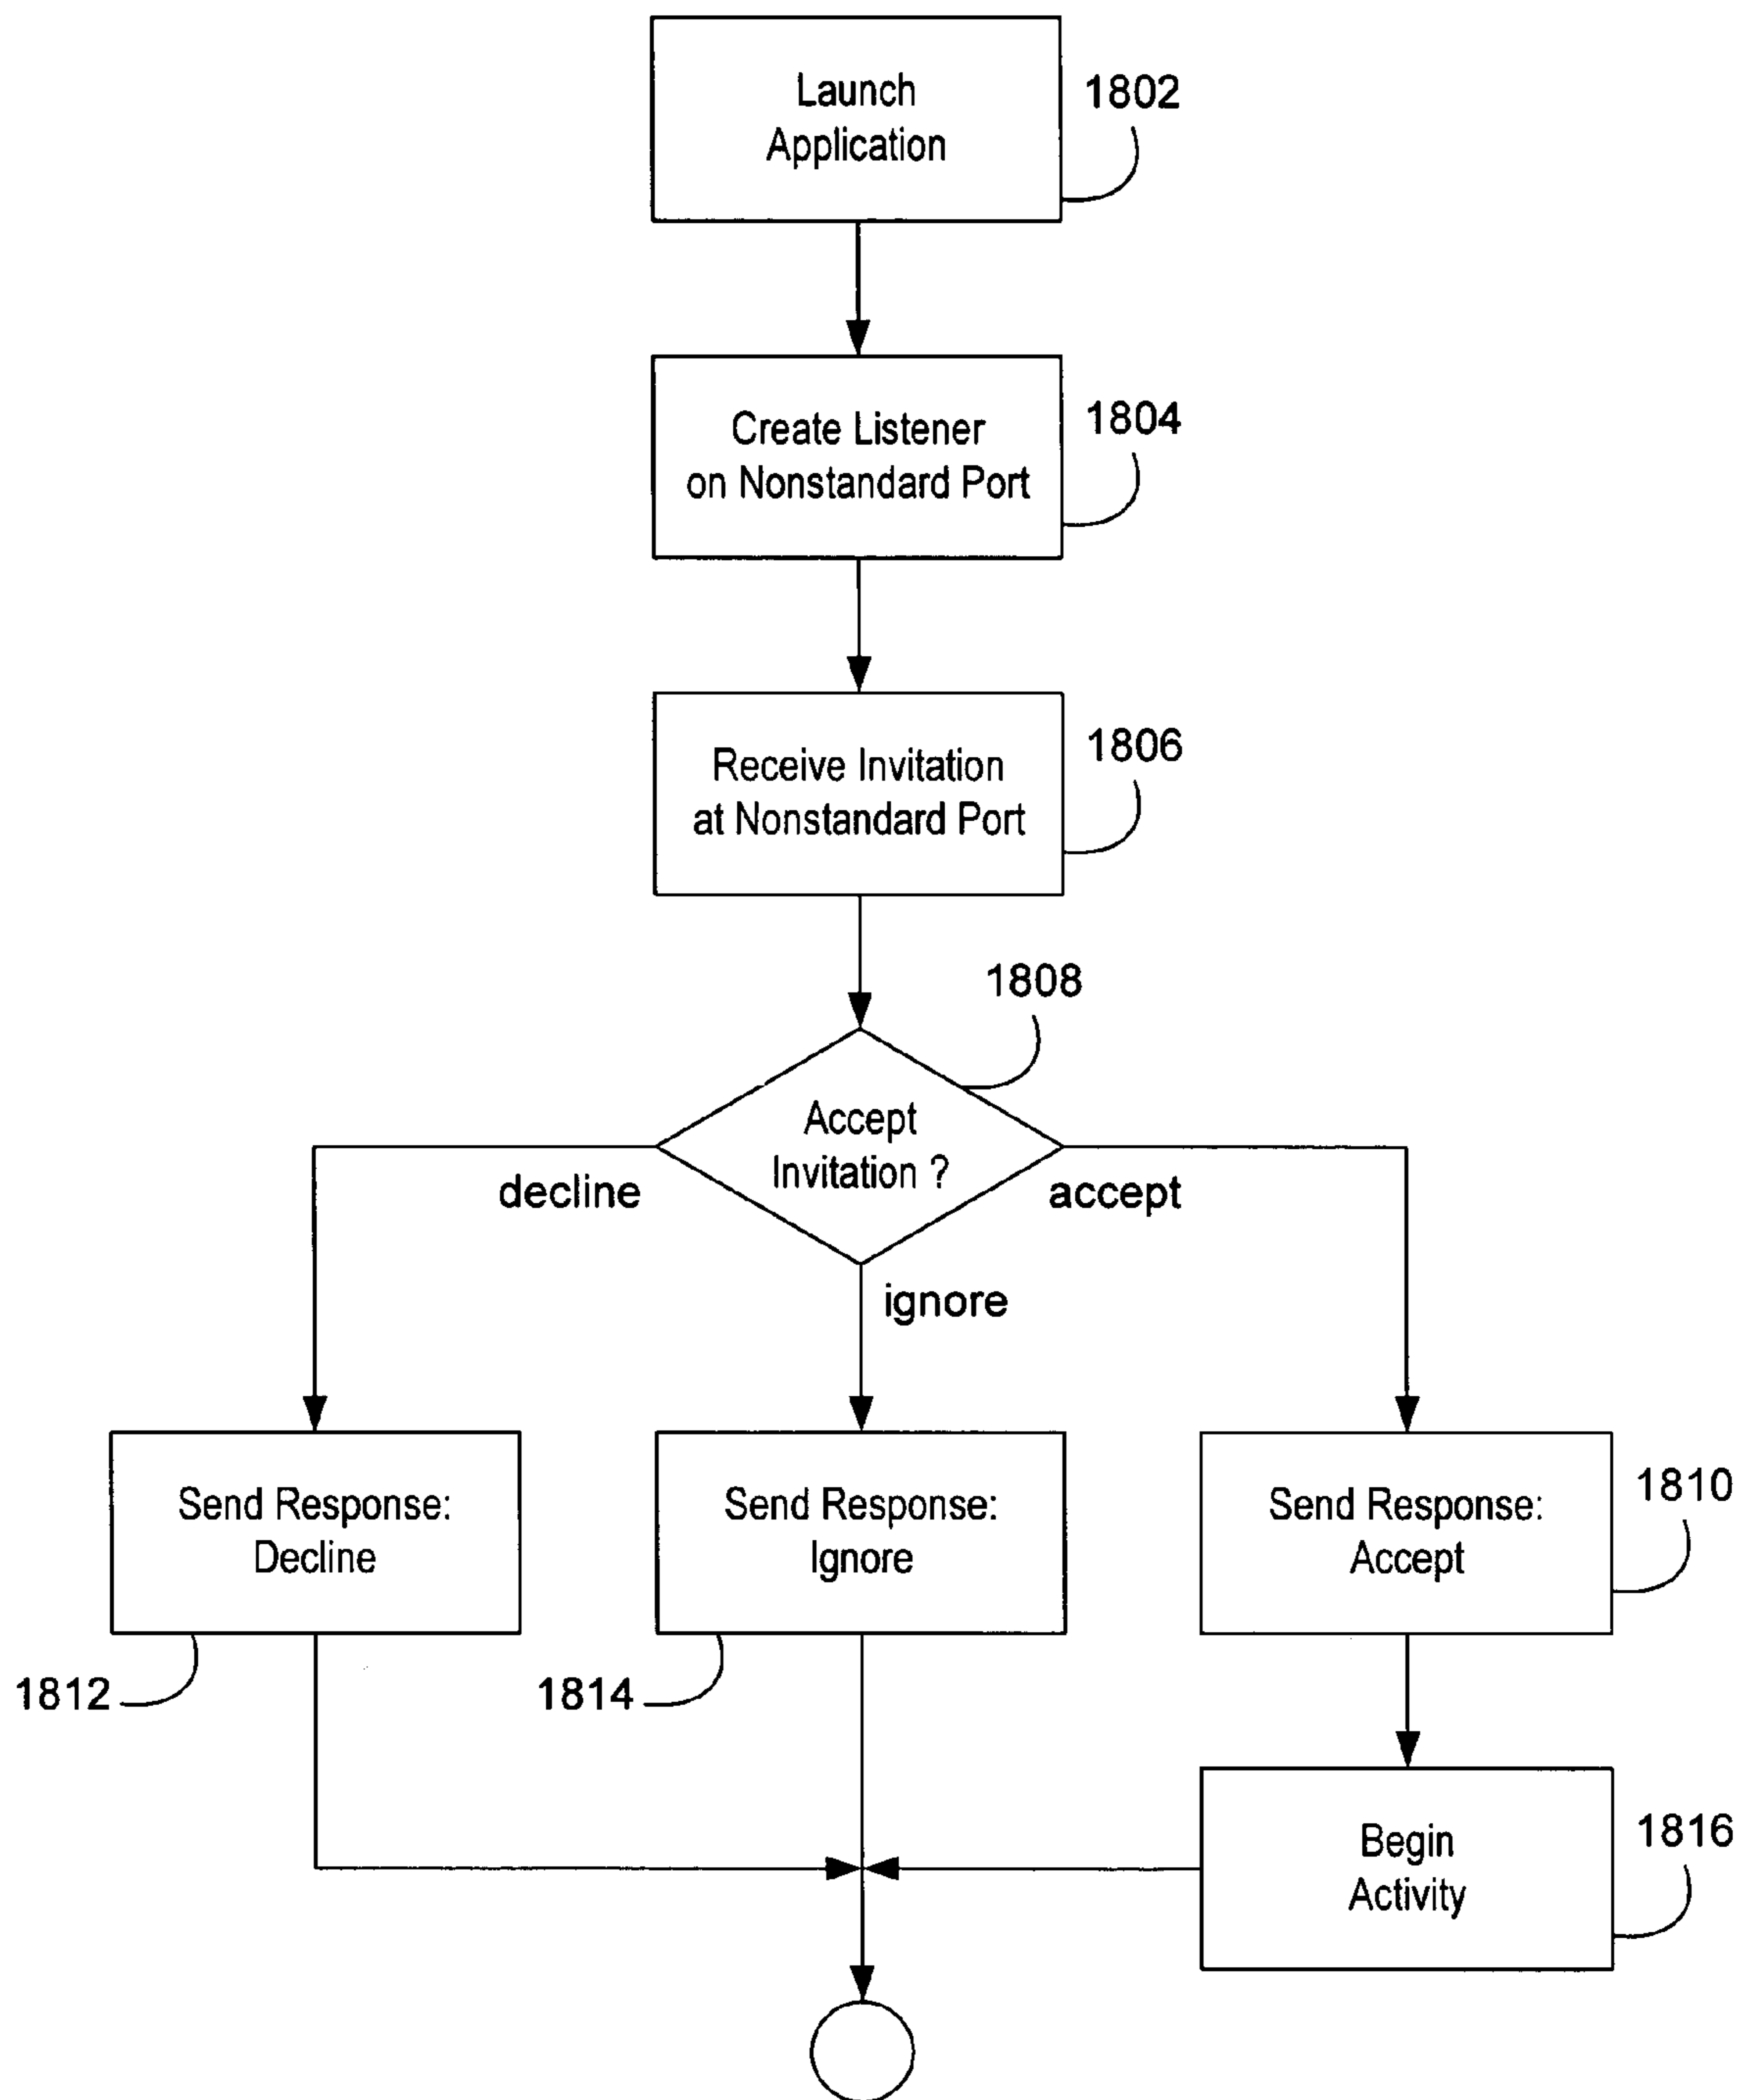 Launch
Application
1802
Create Listener
on Nonstandard Port
1804
Receive Invitation
at Nonstandard Port
1806
1808
Accept
Invitation ?
decline
accept
ignore
Send Response:
Decline
Send Response:
Ignore
Send Response:
Accept
1810
1812
1814
Begin
Activity
1816